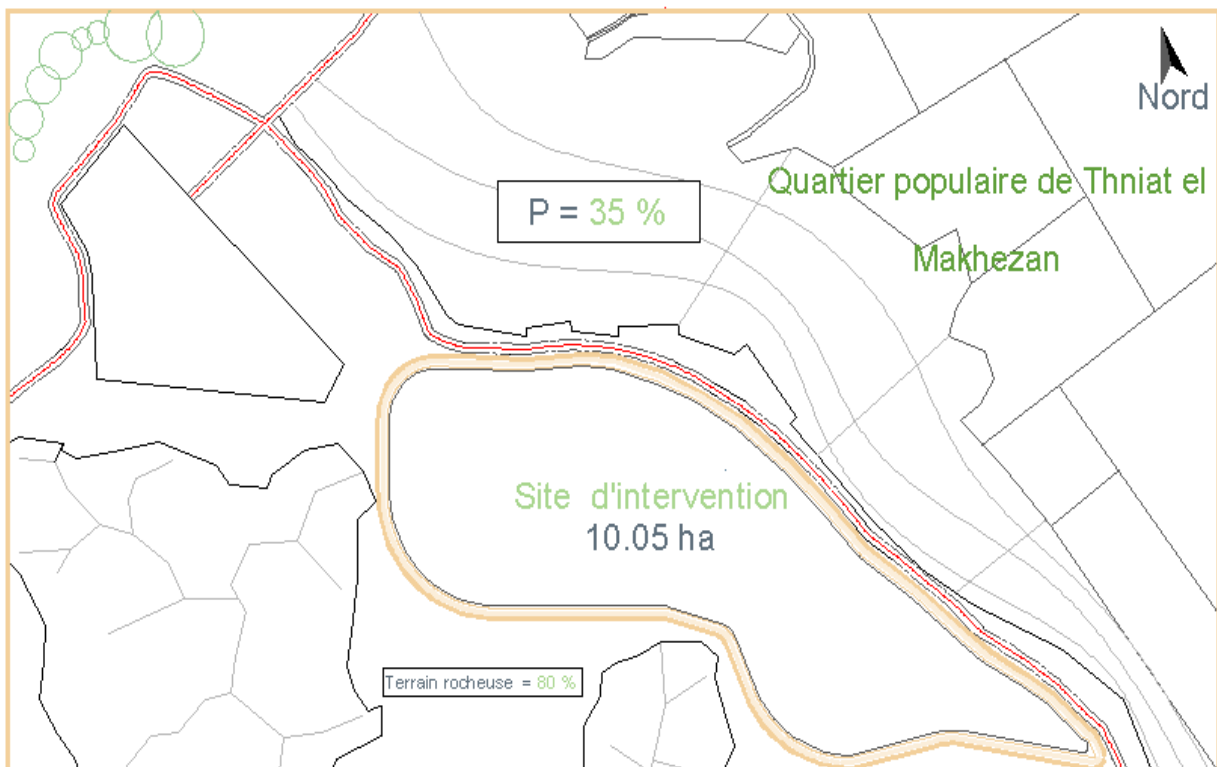 Nord
Quartier populaire de Thniat el
Makhezan
P = 35 %
Site d'intervention
10.05 ha
Terrain rocheuse = 80 %